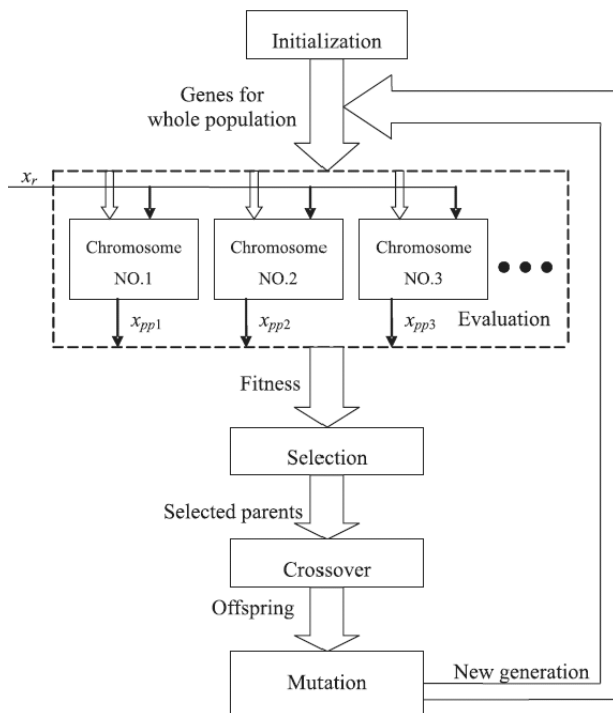 Initialization
Genes for
whole population
x_r
Chromosome
NO.1
Chromosome
NO.2
Chromosome
NO.3
x_pp1
x_pp2
x_pp3
Evaluation
Fitness
Selection
Selected parents
Crossover
Offspring
New generation
Mutation